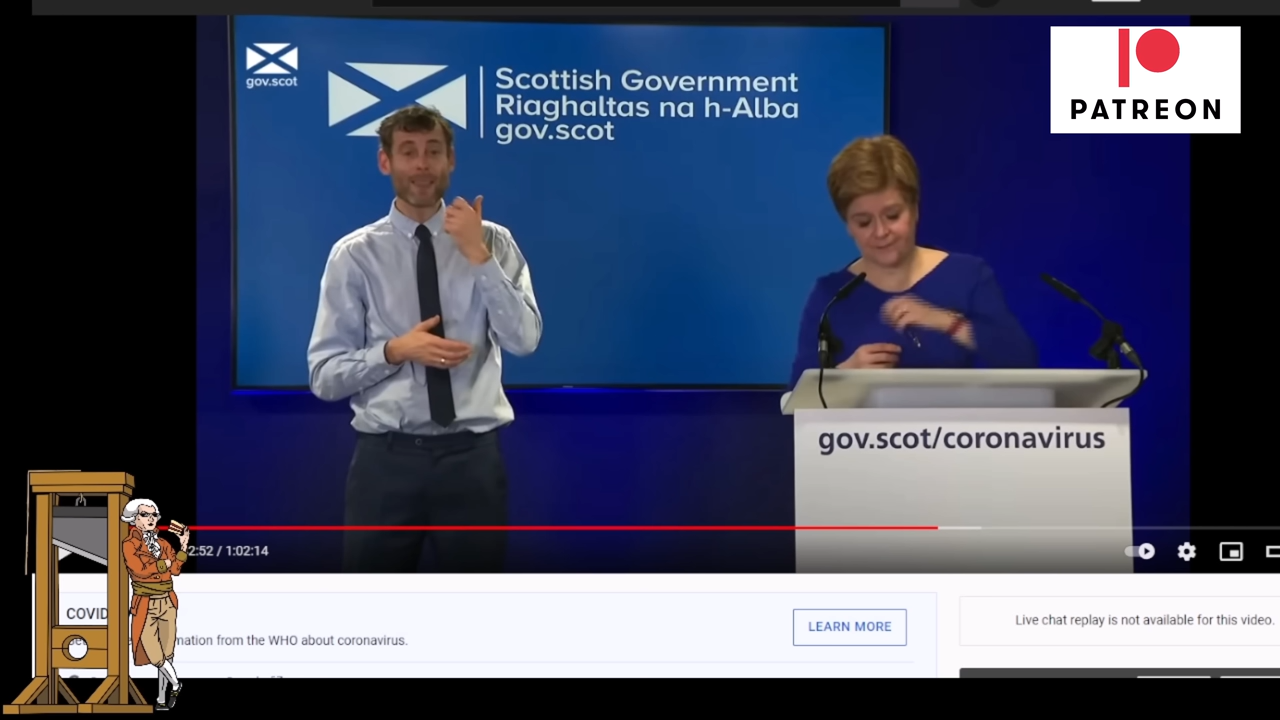 gov.scot
Scottish Government
Riaghaltas na h-Alba
gov.scot
PATREON
gov.scot/coronavirus
2:52 / 1:02:14
COVID
mation from the WHO about coronavirus.
LEARN MORE
Live chat replay is not available for this video.